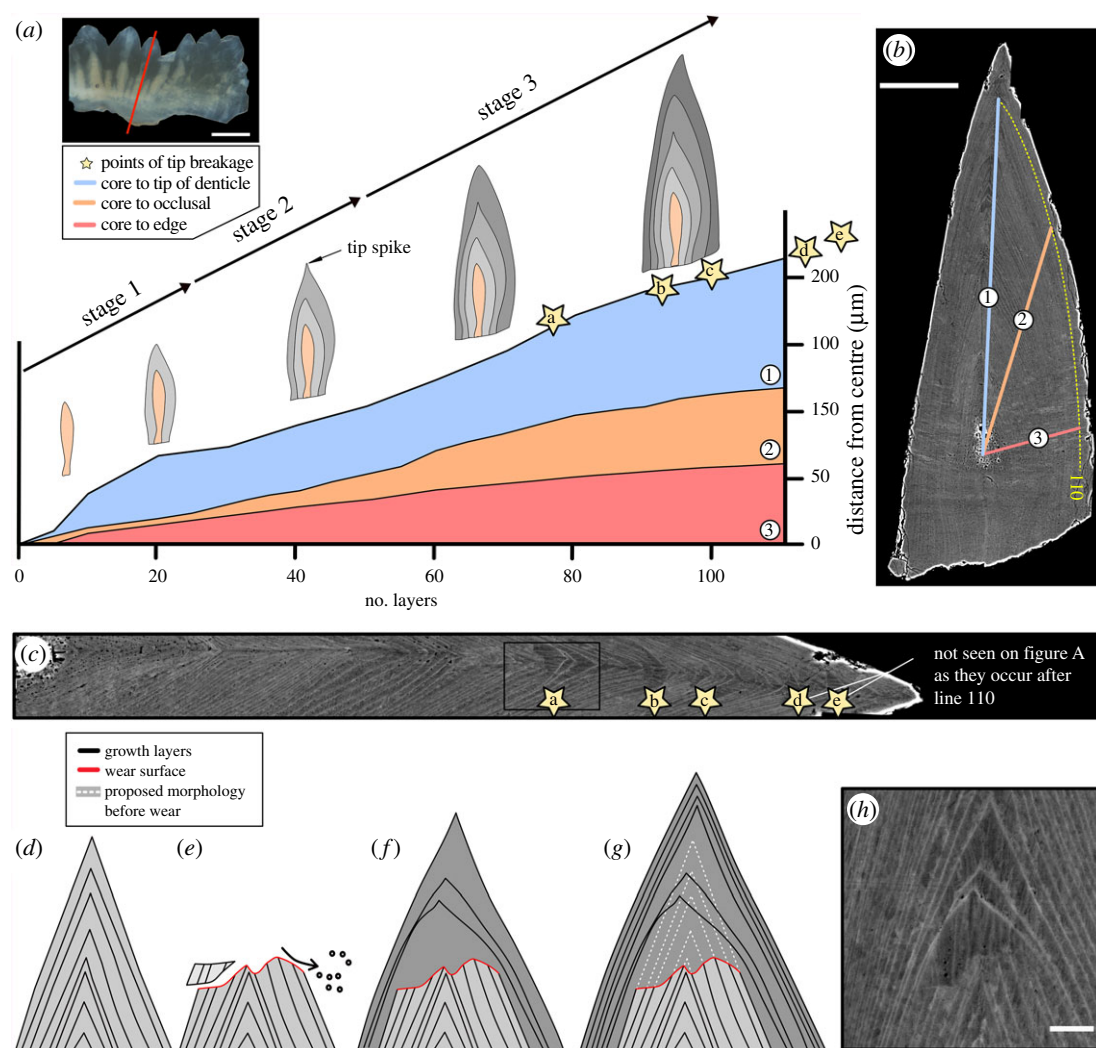 (a)
stage 1
stage 2
stage 3
points of tip breakage
core to tip of denticle
core to occlusal
core to edge
tip spike
a
b
c
d
e
1
2
3
200
100
150
50
0
distance from centre (µm)
0
20
40
60
80
100
no. layers
(b)
1
2
3
110
(c)
a
b
c
d
e
not seen on figure A
as they occur after
line 110
growth layers
wear surface
proposed morphology
before wear
(d)
(e)
(f)
(g)
(h)